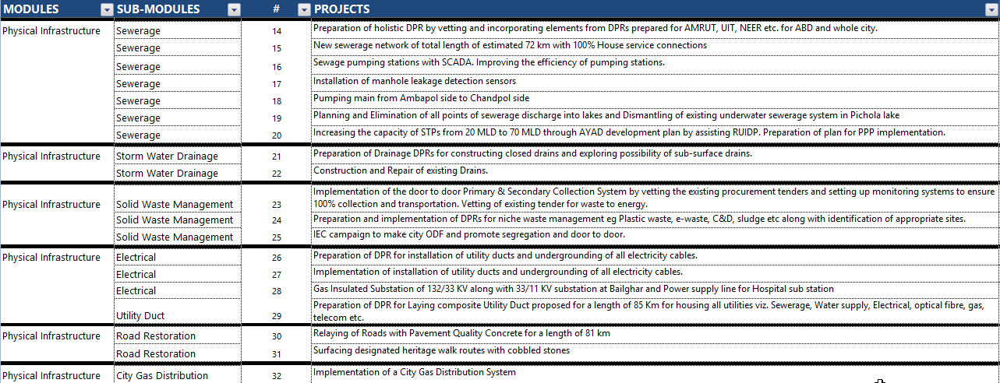 MODULES SUB-MODULES # PROJECTS
Physical Infrastructure Sewerage 14 Preparation of holistic DPR by vetting and incorporating elements from DPRs prepared for AMRUT, UIT, NEER etc. for ABD and whole city.
Sewerage 15 New sewerage network of total length of estimated 72 km with 100% House service connections
Sewerage 16 Sewage pumping stations with SCADA. Improving the efficiency of pumping stations.
Sewerage 17 Installation of manhole leakage detection sensors
Sewerage 18 Pumping main from Ambapol side to Chandpol side
Sewerage 19 Planning and Elimination of all points of sewerage discharge into lakes and Dismantling of existing underwater sewerage system in Pichola lake
Sewerage 20 Increasing the capacity of STPs from 20 MLD to 70 MLD through AYAD development plan by assisting RUIDP. Preparation of plan for PPP implementation.
Physical Infrastructure Storm Water Drainage 21 Preparation of Drainage DPRs for constructing closed drains and exploring possibility of sub-surface drains.
Storm Water Drainage 22 Construction and Repair of existing Drains.
Physical Infrastructure Solid Waste Management 23 Implementation of the door to door Primary & Secondary Collection System by vetting the existing procurement tenders and setting up monitoring systems to ensure
100% collection and transportation. Vetting of existing tender for waste to energy.
Solid Waste Management 24 Preparation and implementation of DPRs for niche waste management eg Plastic waste, e-waste, C&D, sludge etc along with identification of appropriate sites.
Solid Waste Management 25 IEC campaign to make city ODF and promote segregation and door to door.
Physical Infrastructure Electrical 26 Preparation of DPR for installation of utility ducts and undergrounding of all electricity cables.
Electrical 27 Implementation of installation of utility ducts and undergrounding of all electricity cables.
Electrical 28 Gas Insulated Substation of 132/33 KV along with 33/11 KV substation at Bailghar and Power supply line for Hospital sub station
Utility Duct 29 Preparation of DPR for Laying composite Utility Duct proposed for a length of 85 Km for housing all utilities viz. Sewerage, Water supply, Electrical, optical fibre, gas,
telecom etc.
Physical Infrastructure Road Restoration 30 Relaying of Roads with Pavement Quality Concrete for a length of 81 km
Road Restoration 31 Surfacing designated heritage walk routes with cobbled stones
Physical Infrastructure City Gas Distribution 32 Implementation of a City Gas Distribution System